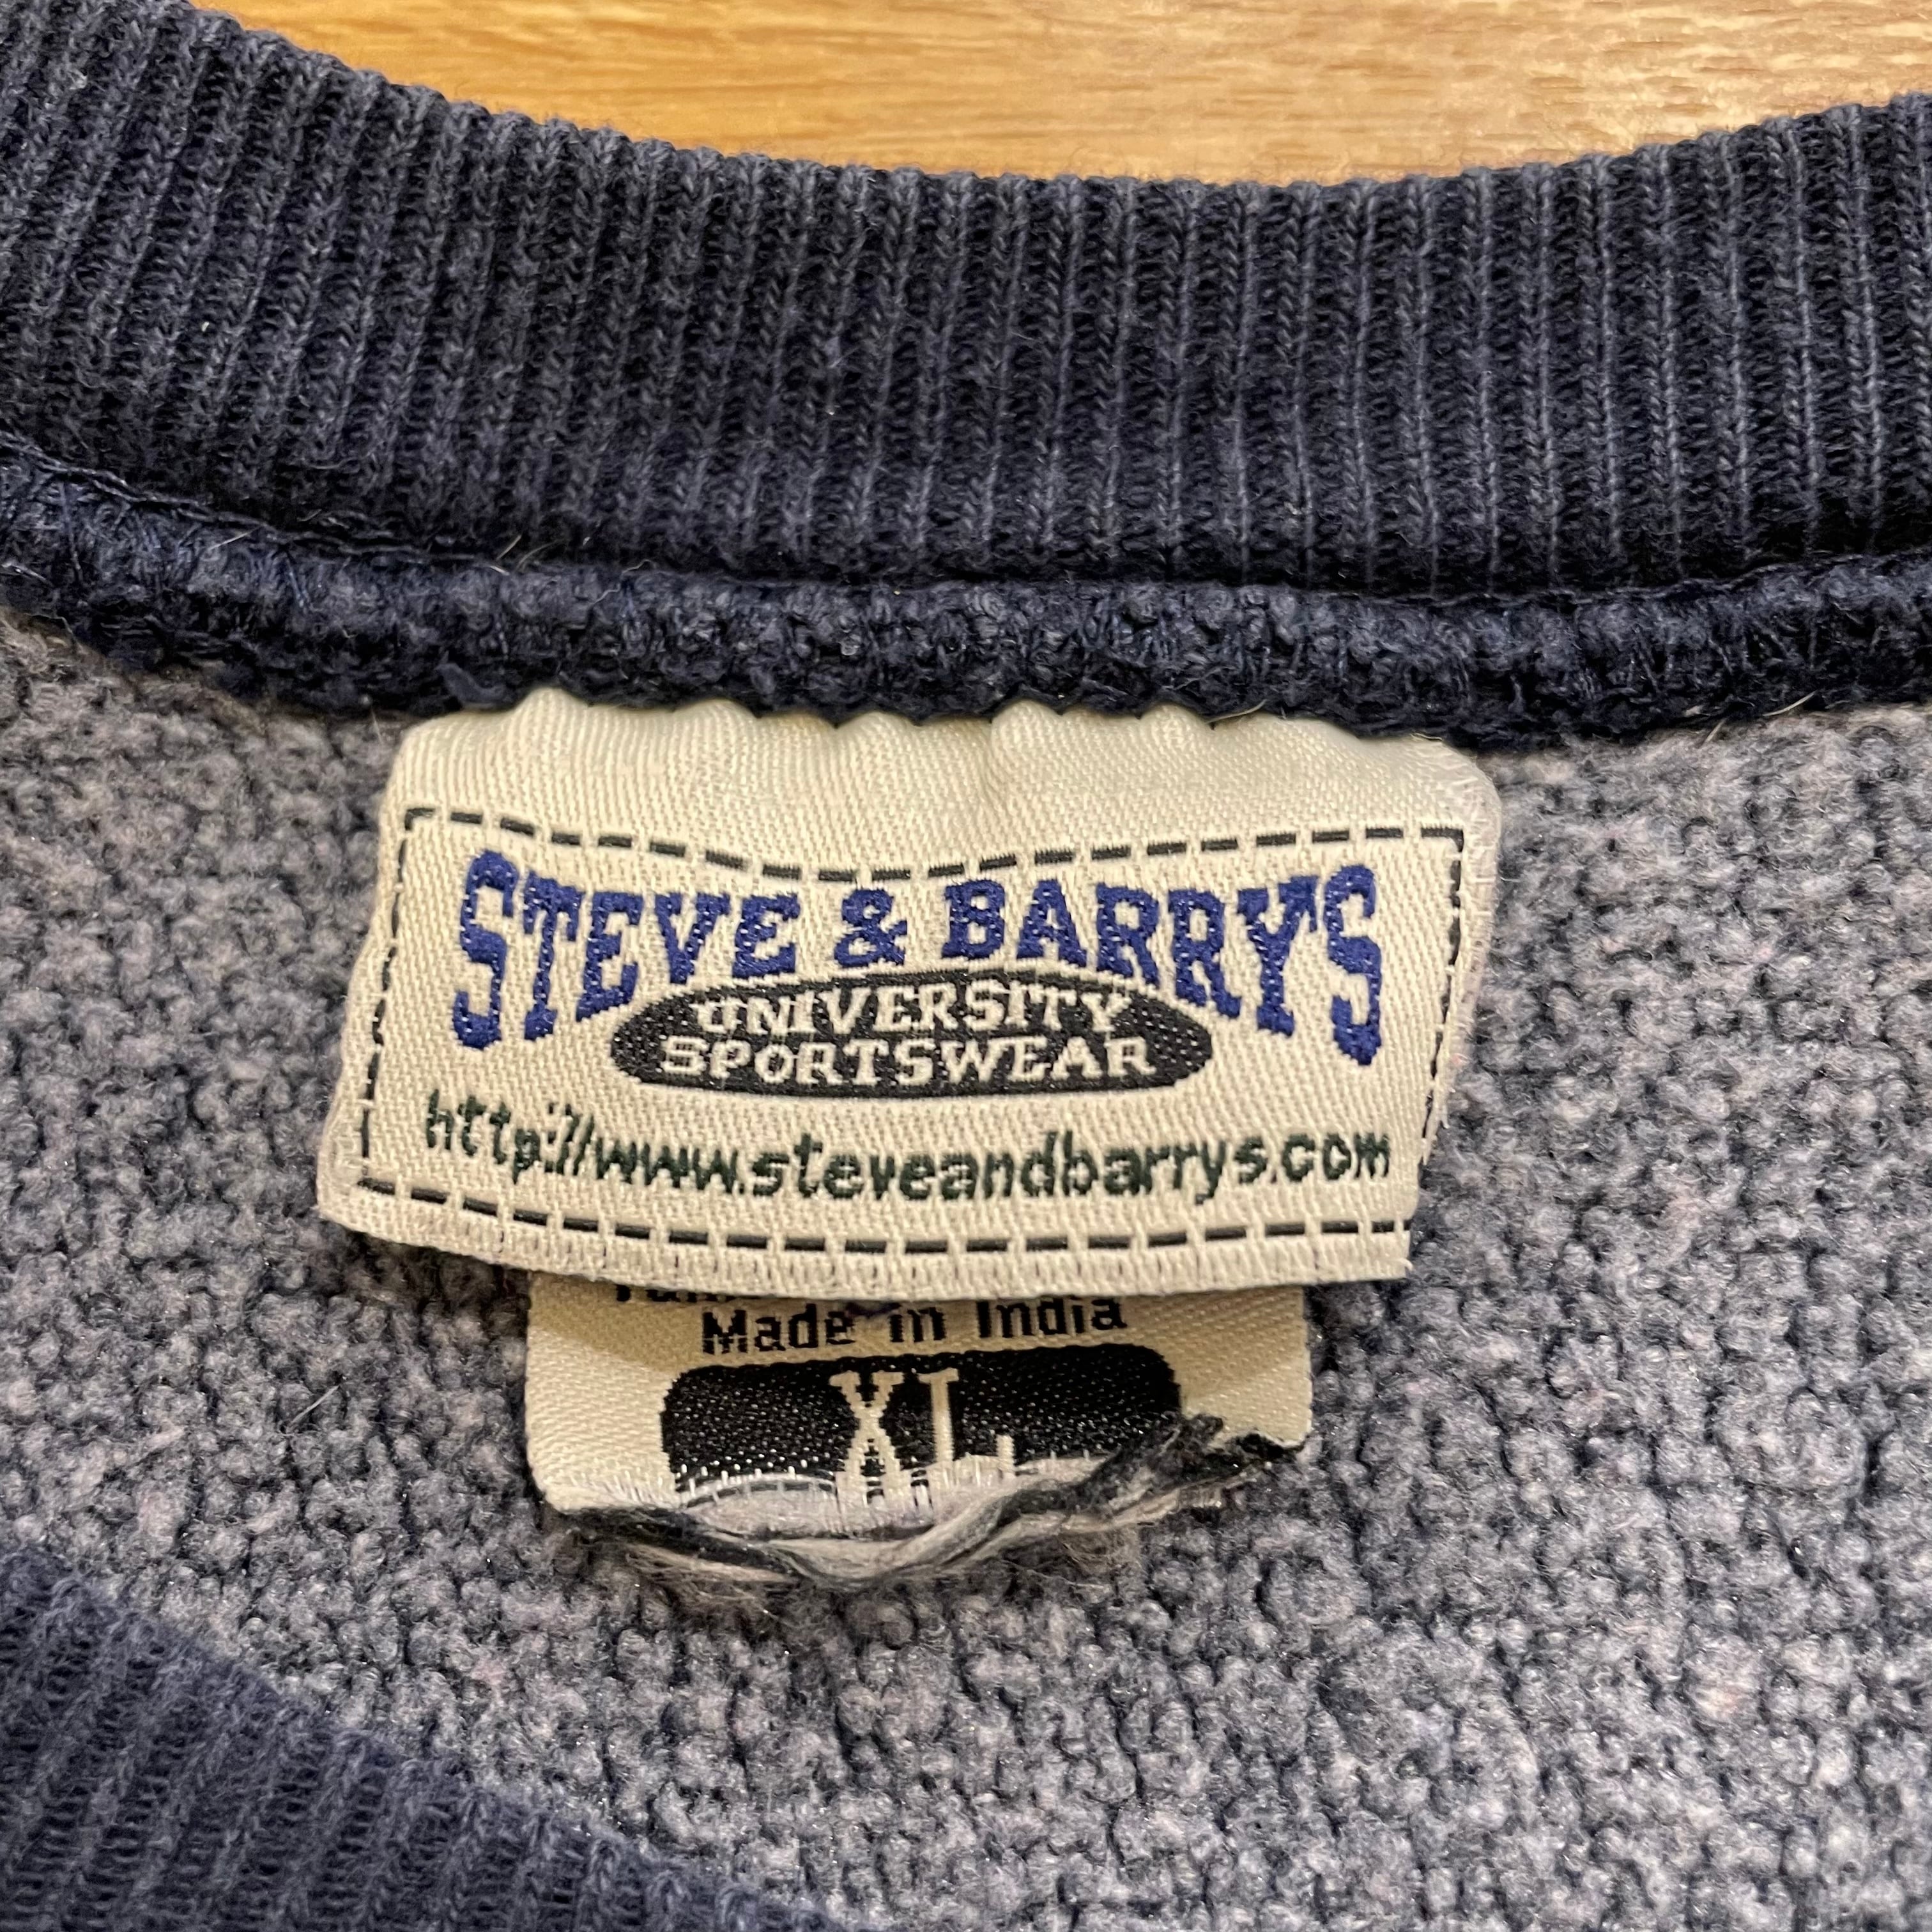 STEVE & BARRY'S
UNIVERSITY
SPORTSWEAR
http://www.steveandbarrys.com
Made in India
XL